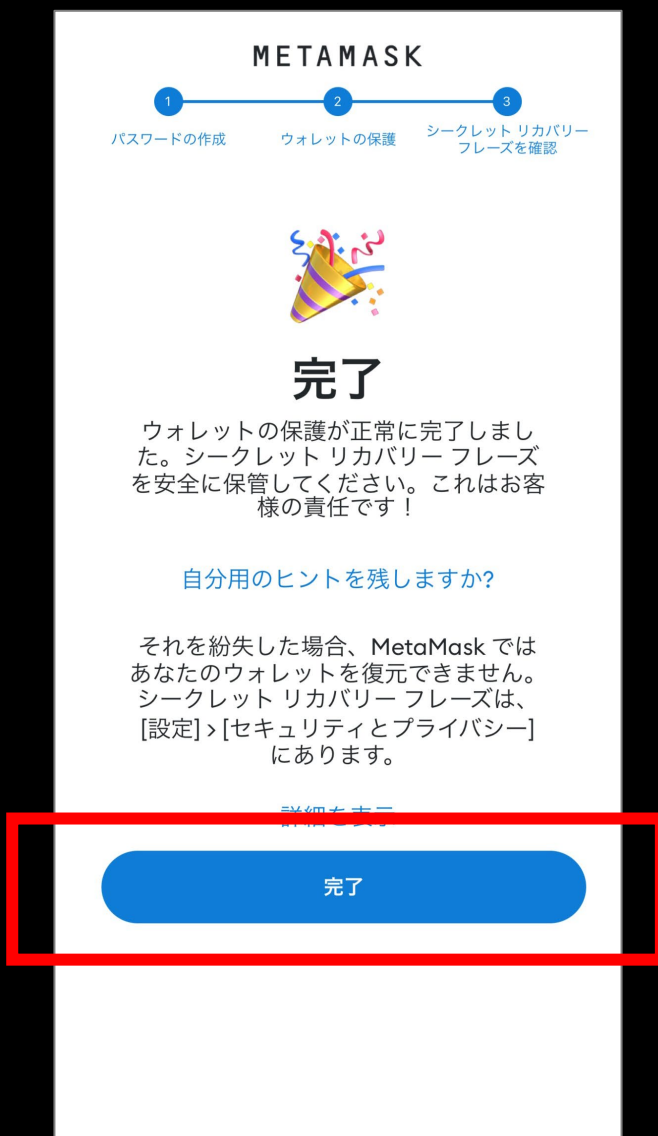 METAMASK
1
2
3
パスワードの作成
ウォレットの保護
シークレット リカバリー
フレーズを確認
完了
ウォレットの保護が正常に完了しまし
た。シークレット リカバリー フレーズ
を安全に保管してください。これはお客
様の責任です！
自分用のヒントを残しますか?
それを紛失した場合、MetaMask では
あなたのウォレットを復元できません。
シークレット リカバリー フレーズは、
[設定] > [セキュリティとプライバシー]
にあります。
詳細を表示
完了